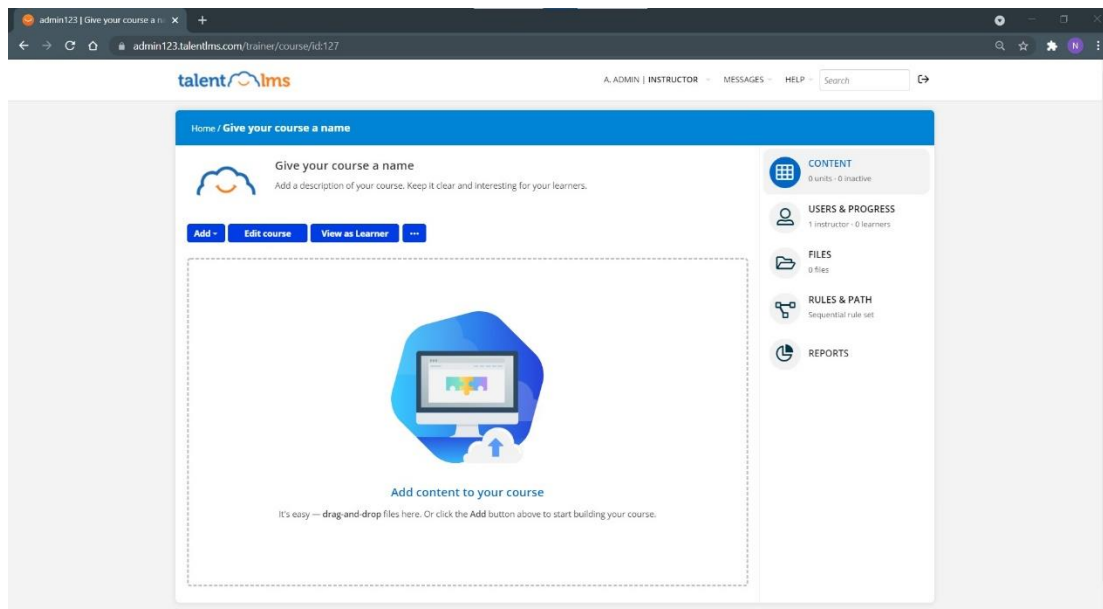 admin123 | Give your course a n
admin123.talentlms.com/trainer/course/id:127
talentlms
A. ADMIN | INSTRUCTOR MESSAGES HELP Search
Home / Give your course a name
Give your course a name
Add a description of your course. Keep it clear and interesting for your learners.
Add Edit course View as Learner ...
Add content to your course
It's easy — drag-and-drop files here. Or click the Add button above to start building your course.
CONTENT
0 units - 0 inactive
USERS & PROGRESS
1 instructor - 0 learners
FILES
0 files
RULES & PATH
Sequential rule set
REPORTS
N